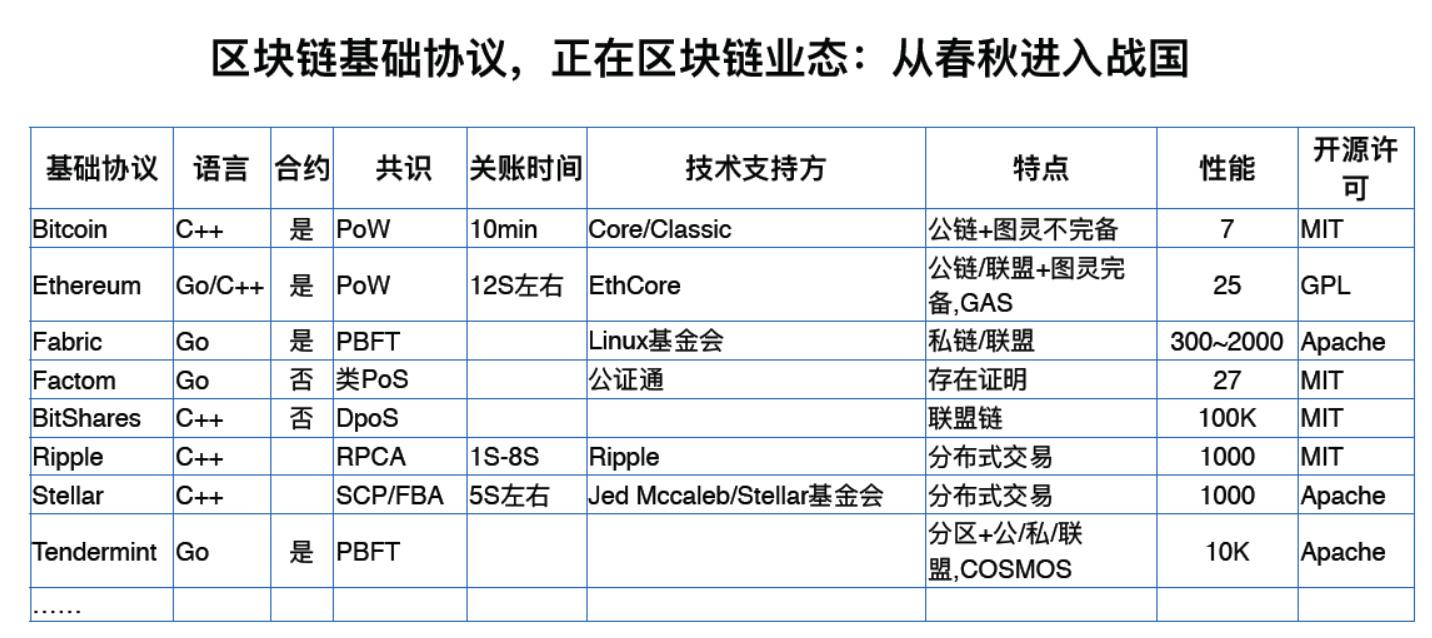 区块链基础协议，正在区块链业态：从春秋进入战国
基础协议 语言 合约 共识 关账时间 技术支持方 特点 性能 开源许可
Bitcoin C++ 是 PoW 10min Core/Classic 公链+图灵不完备 7 MIT
Ethereum Go/C++ 是 PoW 12S左右 EthCore 公链/联盟+图灵完备,GAS 25 GPL
Fabric Go 是 PBFT Linux基金会 私链/联盟 300~2000 Apache
Factom Go 否 类PoS 公证通 存在证明 27 MIT
BitShares C++ 否 DpoS 联盟链 100K MIT
Ripple C++ RPCA 1S-8S Ripple 分布式交易 1000 MIT
Stellar C++ SCP/FBA 5S左右 Jed Mccaleb/Stellar基金会 分布式交易 1000 Apache
Tendermint Go 是 PBFT 分区+公/私/联盟,COSMOS 10K Apache
……